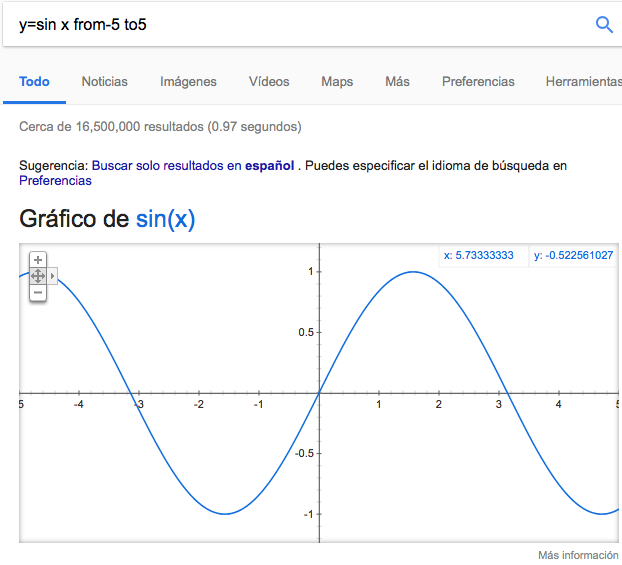 y=sin x from-5 to5
Todo Noticias Imágenes Vídeos Maps Más Preferencias Herramientas
Cerca de 16,500,000 resultados (0.97 segundos)
Sugerencia: Buscar solo resultados en español . Puedes especificar el idioma de búsqueda en
Preferencias
Gráfico de sin(x)
x: 5.73333333 y: -0.522561027
1
0.5
5 -4 -3 -2 -1 1 2 3 4 5
-0.5
-1
Más información